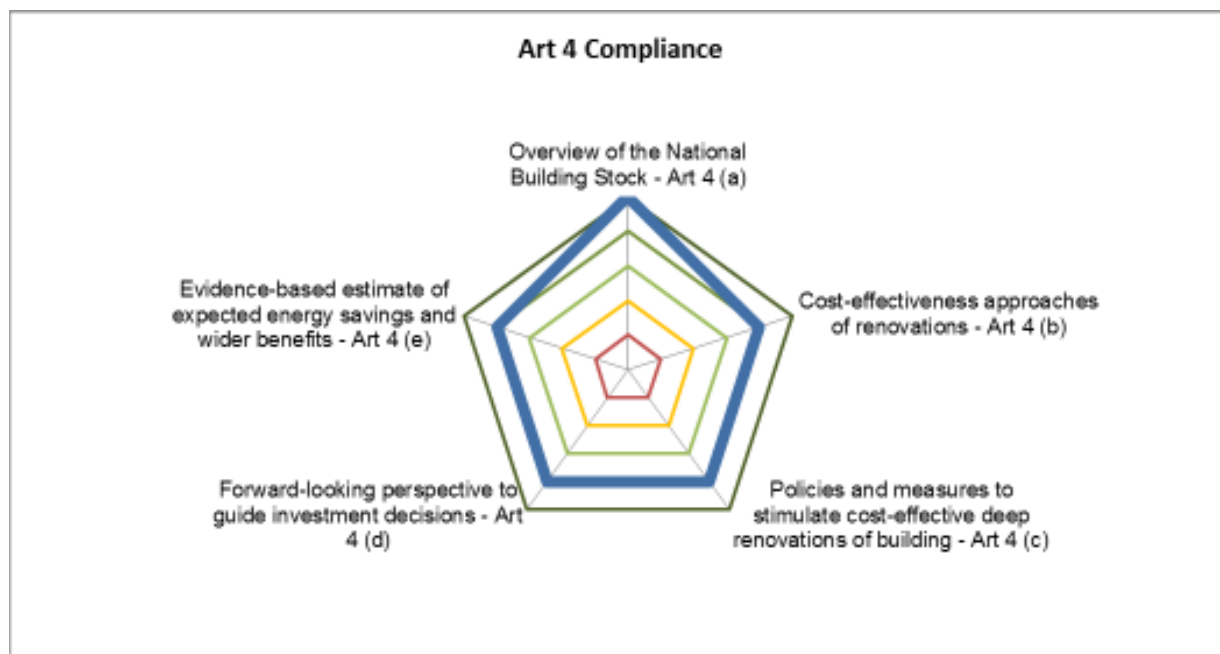 Art 4 Compliance
Overview of the National
Building Stock - Art 4 (a)
Cost-effectiveness approaches
of renovations - Art 4 (b)
Policies and measures to
stimulate cost-effective deep
renovations of building - Art 4 (c)
Forward-looking perspective to
guide investment decisions - Art
4 (d)
Evidence-based estimate of
expected energy savings and
wider benefits - Art 4 (e)